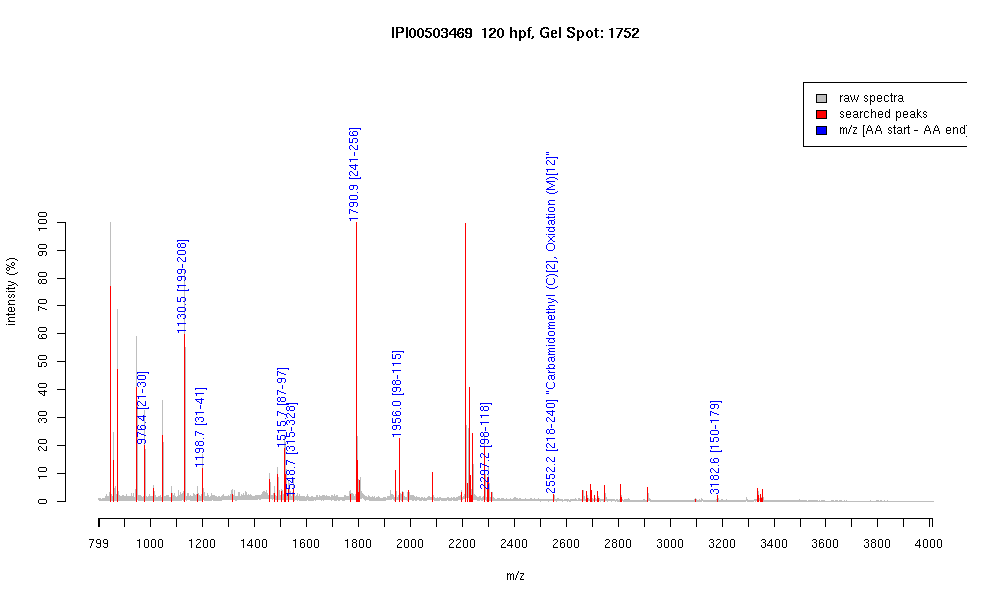 IPI00503469 120 hpf, Gel Spot: 1752
raw spectra
searched peaks
m/z [AA start - AA end]
intensity (%)
0
10
20
30
40
50
60
70
80
90
100
976.4 [21-30]
1130.5 [199-208]
1198.7 [31-41]
1515.7 [87-97]
1548.7 [315-328]
1790.9 [241-256]
1956.0 [98-115]
2297.2 [98-118]
2552.2 [218-240] "Carbamidomethyl (C)[2], Oxidation (M)[12]"
3182.6 [150-179]
799 1000 1200 1400 1600 1800 2000 2200 2400 2600 2800 3000 3200 3400 3600 3800 4000
m/z